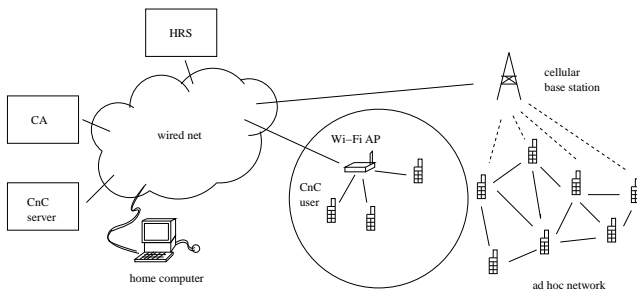 HRS
cellular
base station
CA
wired net
Wi-Fi AP
CnC
server
CnC
user
home computer
ad hoc network